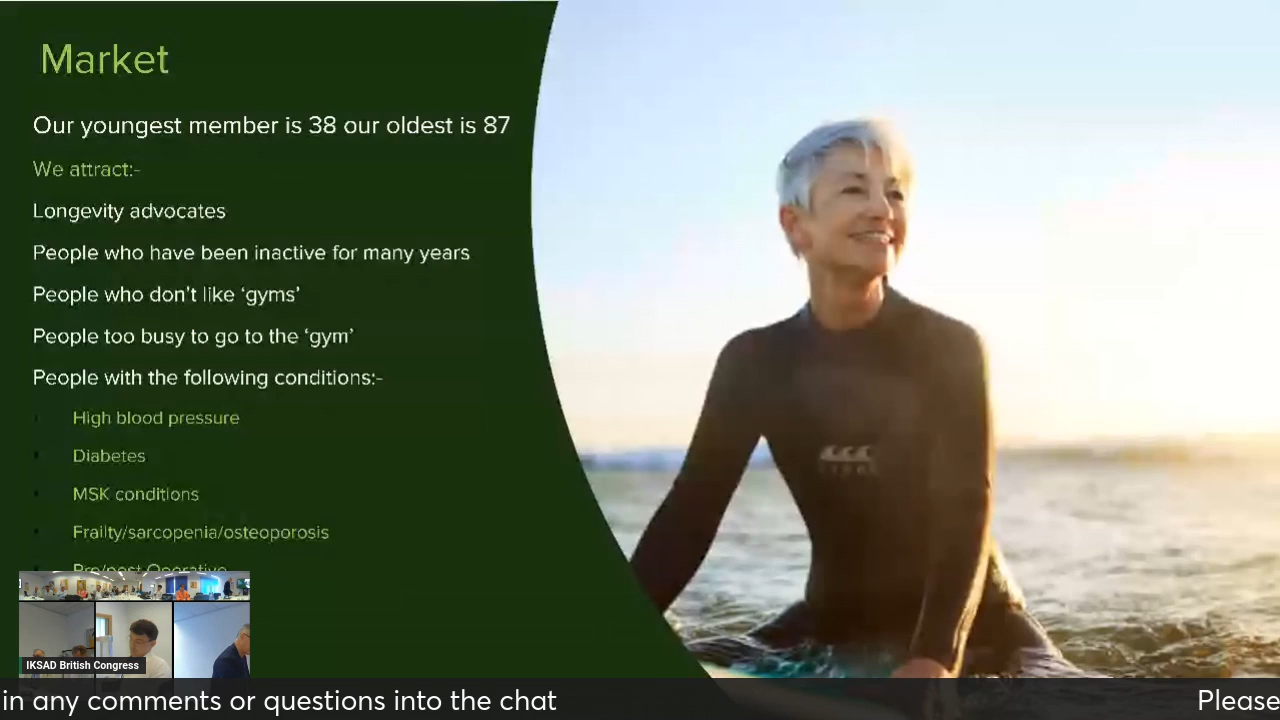 Market
Our youngest member is 38 our oldest is 87
We attract:-
Longevity advocates
People who have been inactive for many years
People who don't like ‘gyms’
People too busy to go to the ‘gym’
People with the following conditions:-
High blood pressure
Diabetes
MSK conditions
Frailty/sarcopenia/osteoporosis
Pre/post Operative
IKSAD British Congress
in any comments or questions into the chat
Please